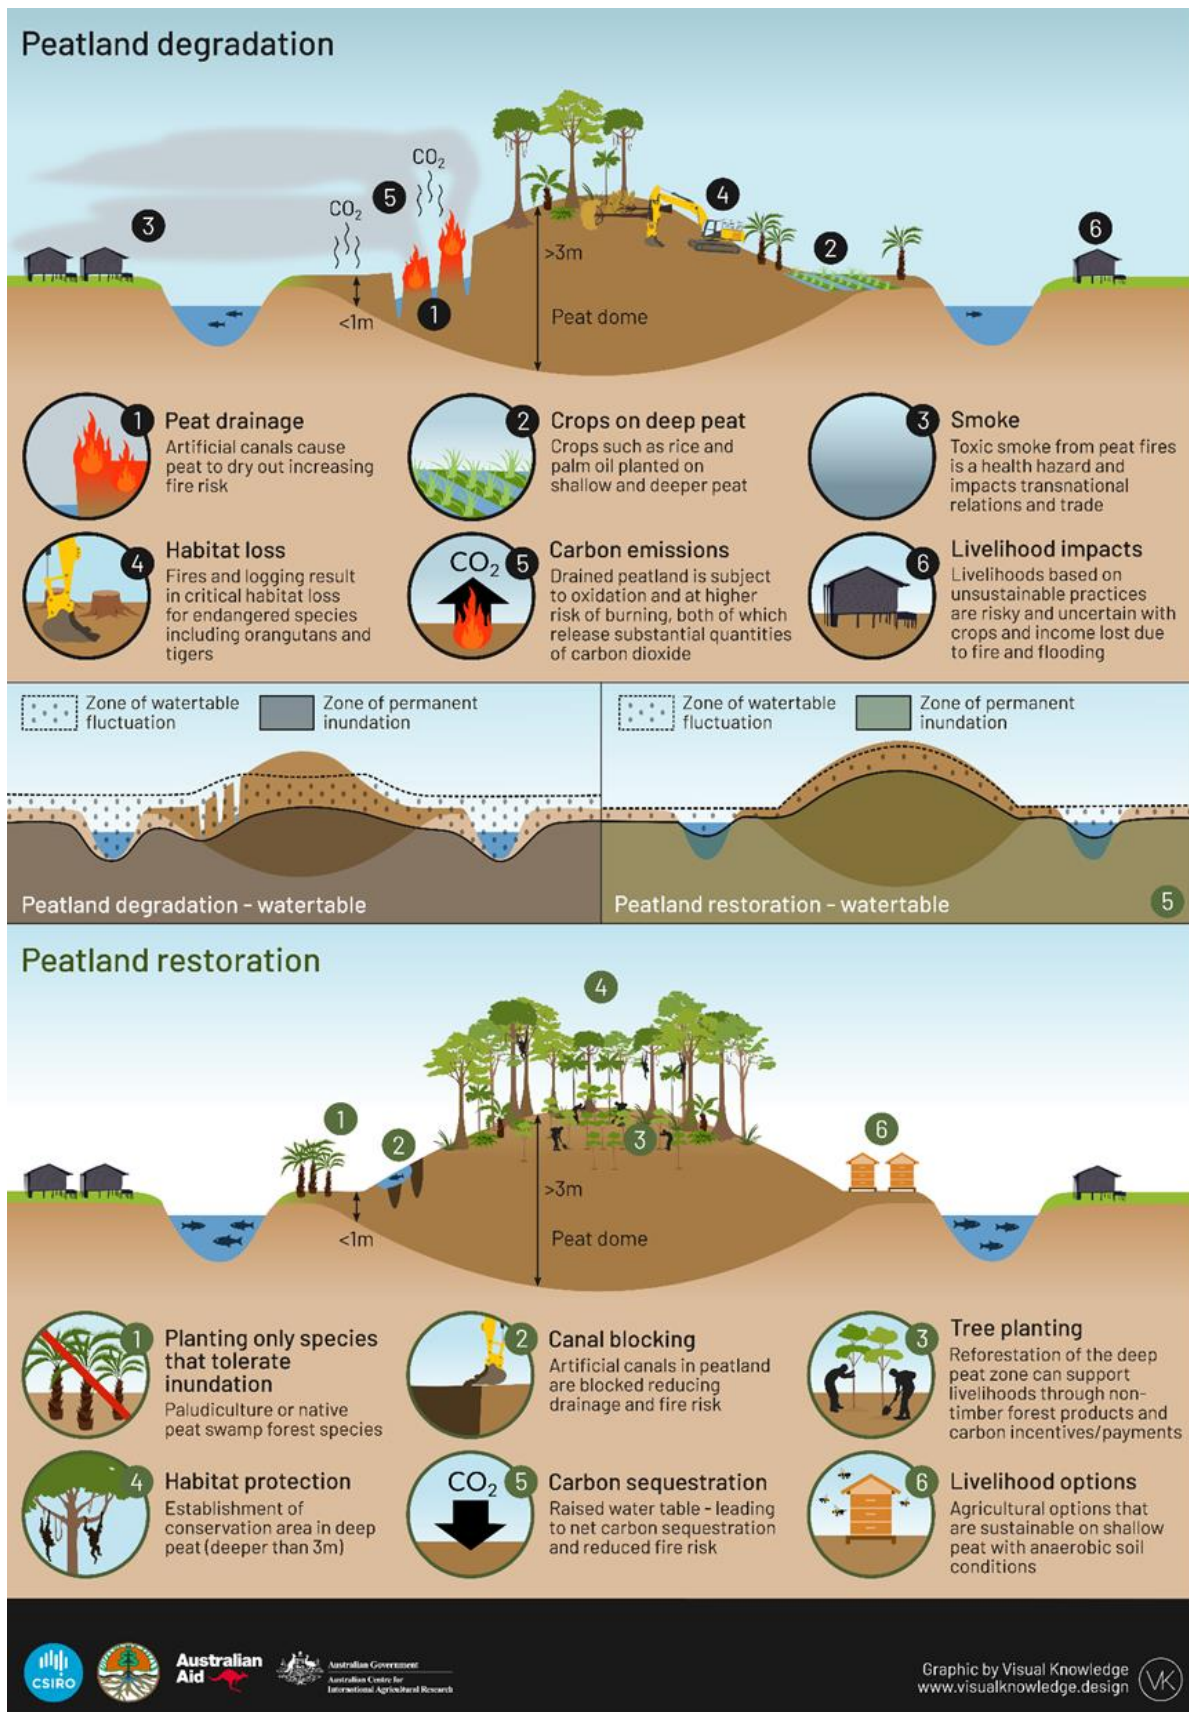 Peatland degradation
CO2
CO2
5
4
3
6
2
>3m
1
<1m
Peat dome
1
Peat drainage
Artificial canals cause
peat to dry out increasing
fire risk
2
Crops on deep peat
Crops such as rice and
palm oil planted on
shallow and deeper peat
3
Smoke
Toxic smoke from peat fires
is a health hazard and
impacts transnational
relations and trade
4
Habitat loss
Fires and logging result
in critical habitat loss
for endangered species
including orangutans and
tigers
CO2
5
Carbon emissions
Drained peatland is subject
to oxidation and at higher
risk of burning, both of which
release substantial quantities
of carbon dioxide
6
Livelihood impacts
Livelihoods based on
unsustainable practices
are risky and uncertain with
crops and income lost due
to fire and flooding
Zone of watertable
fluctuation
Zone of permanent
inundation
Peatland degradation - watertable
Zone of watertable
fluctuation
Zone of permanent
inundation
Peatland restoration - watertable
5
Peatland restoration
4
1
2
3
6
>3m
<1m
Peat dome
1
Planting only species
that tolerate
inundation
Paludiculture or native
peat swamp forest species
2
Canal blocking
Artificial canals in peatland
are blocked reducing
drainage and fire risk
3
Tree planting
Reforestation of the deep
peat zone can support
livelihoods through non-
timber forest products and
carbon incentives/payments
4
Habitat protection
Establishment of
conservation area in deep
peat (deeper than 3m)
CO2
5
Carbon sequestration
Raised water table - leading
to net carbon sequestration
and reduced fire risk
6
Livelihood options
Agricultural options that
are sustainable on shallow
peat with anaerobic soil
conditions
CSIRO
Australian
Aid
Australian Government
Australian Centre for
International Agricultural Research
Graphic by Visual Knowledge
www.visualknowledge.design
VK